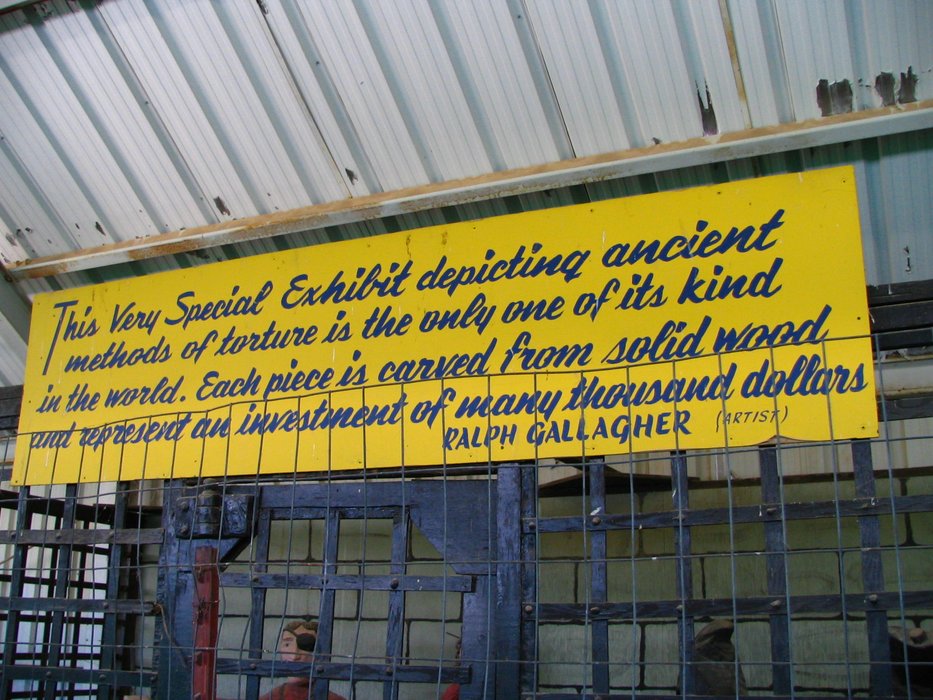 This Very Special Exhibit depicting ancient
methods of torture is the only one of its kind
in the world. Each piece is carved from solid wood
and represent an investment of many thousand dollars
RALPH GALLAGHER (ARTIST)